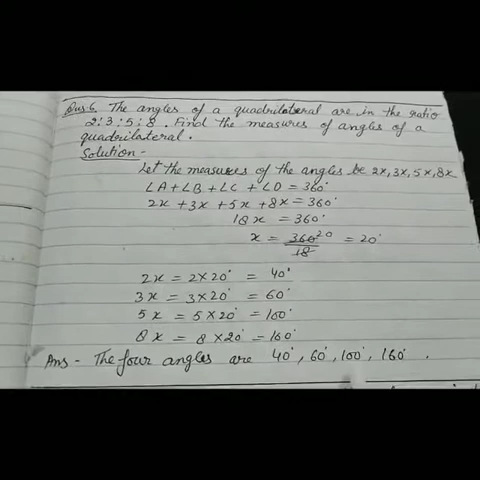 Qus 6. The angles of a quadrilateral are in the ratio
2:3:5:8. Find the measures of angles of a
quadrilateral.
Solution -
Let the measures of the angles be 2x, 3x, 5x, 8x
∠A + ∠B + ∠C + ∠D = 360°
2x + 3x + 5x + 8x = 360°
18x = 360°
x = 360°/18 20 = 20°
2x = 2×20° = 40°
3x = 3×20° = 60°
5x = 5×20° = 100°
8x = 8×20° = 160°
Ans - The four angles are 40°, 60°, 100°, 160°.